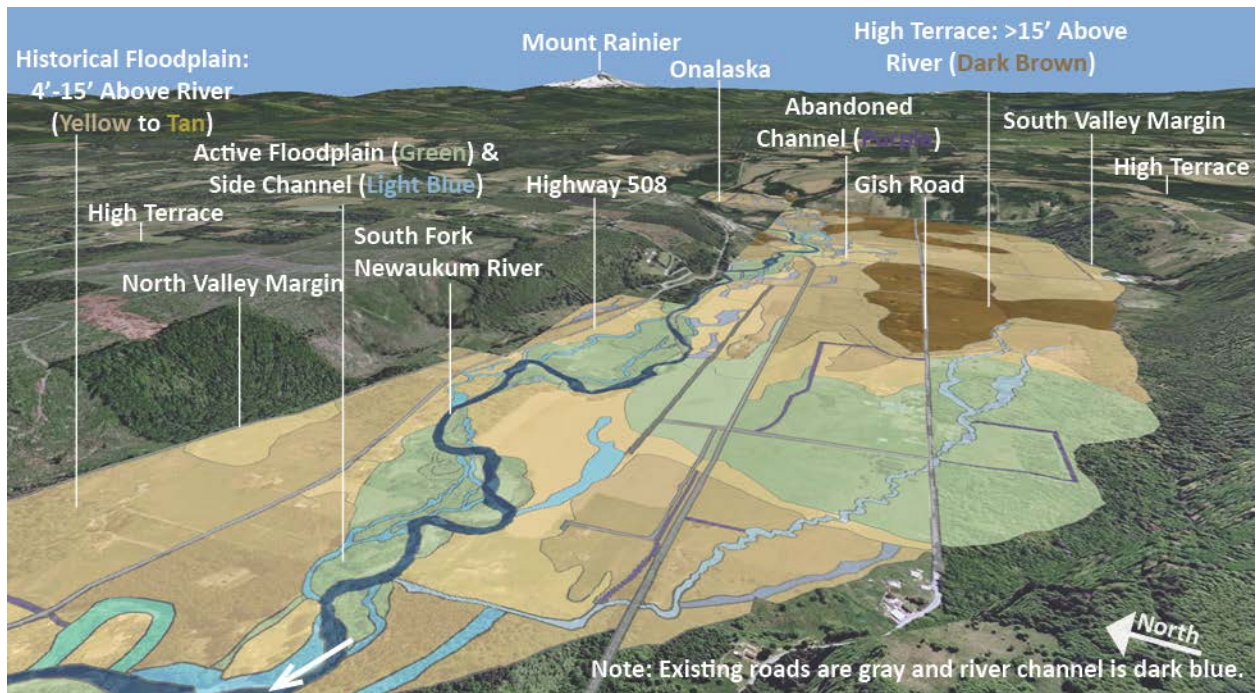 Mount Rainier
Historical Floodplain:
4’-15’ Above River
(Yellow to Tan)
Onalaska
High Terrace: >15’ Above
River (Dark Brown)
Active Floodplain (Green) &
Side Channel (Light Blue)
Abandoned
Channel (Purple)
South Valley Margin
High Terrace
Highway 508
Gish Road
High Terrace
South Fork
Newaukum River
North Valley Margin
North
Note: Existing roads are gray and river channel is dark blue.